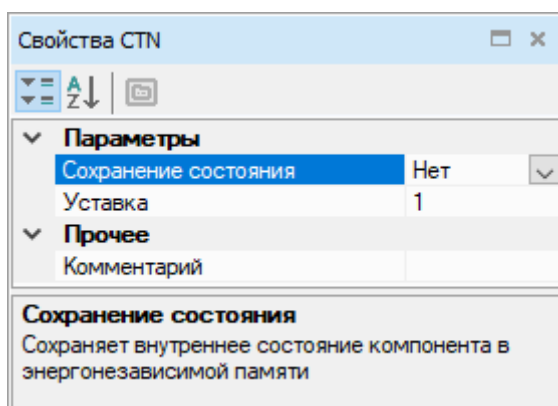 Свойства CTN
Параметры
Сохранение состояния Нет
Уставка 1
Прочее
Комментарий
Сохранение состояния
Сохраняет внутреннее состояние компонента в
энергонезависимой памяти